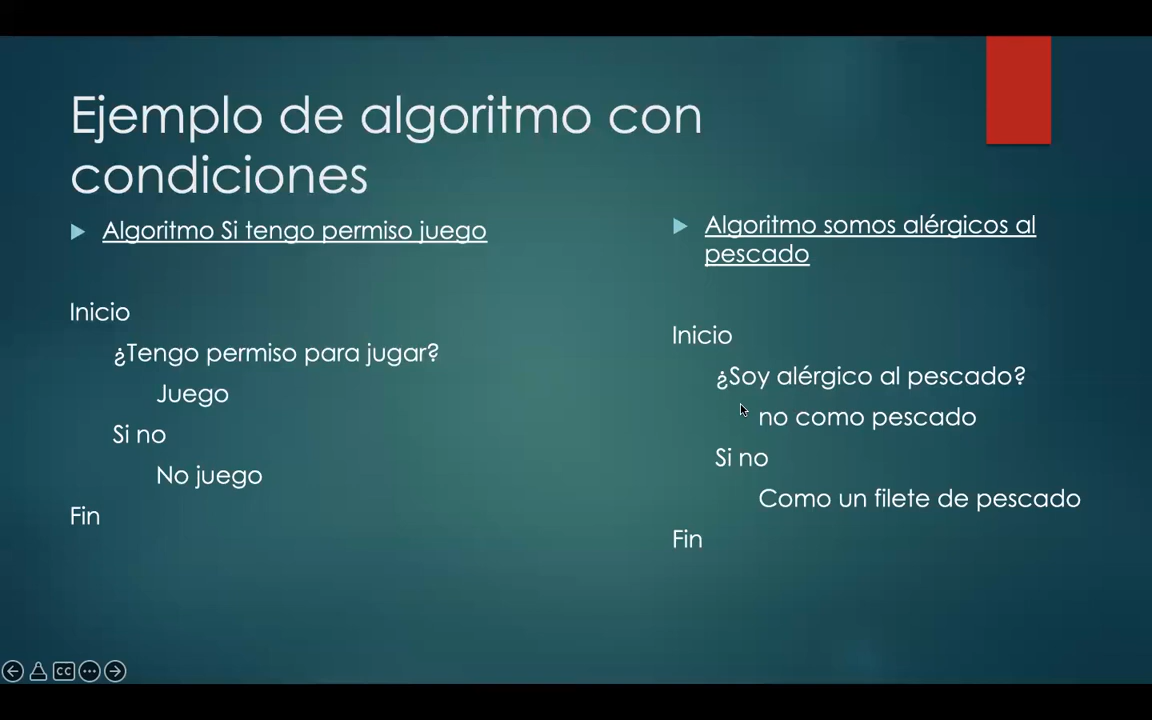 Ejemplo de algoritmo con
condiciones
Algoritmo Si tengo permiso juego
Inicio
¿Tengo permiso para jugar?
Juego
Si no
No juego
Fin
Algoritmo somos alérgicos al
pescado
Inicio
¿Soy alérgico al pescado?
no como pescado
Si no
Como un filete de pescado
Fin
CC